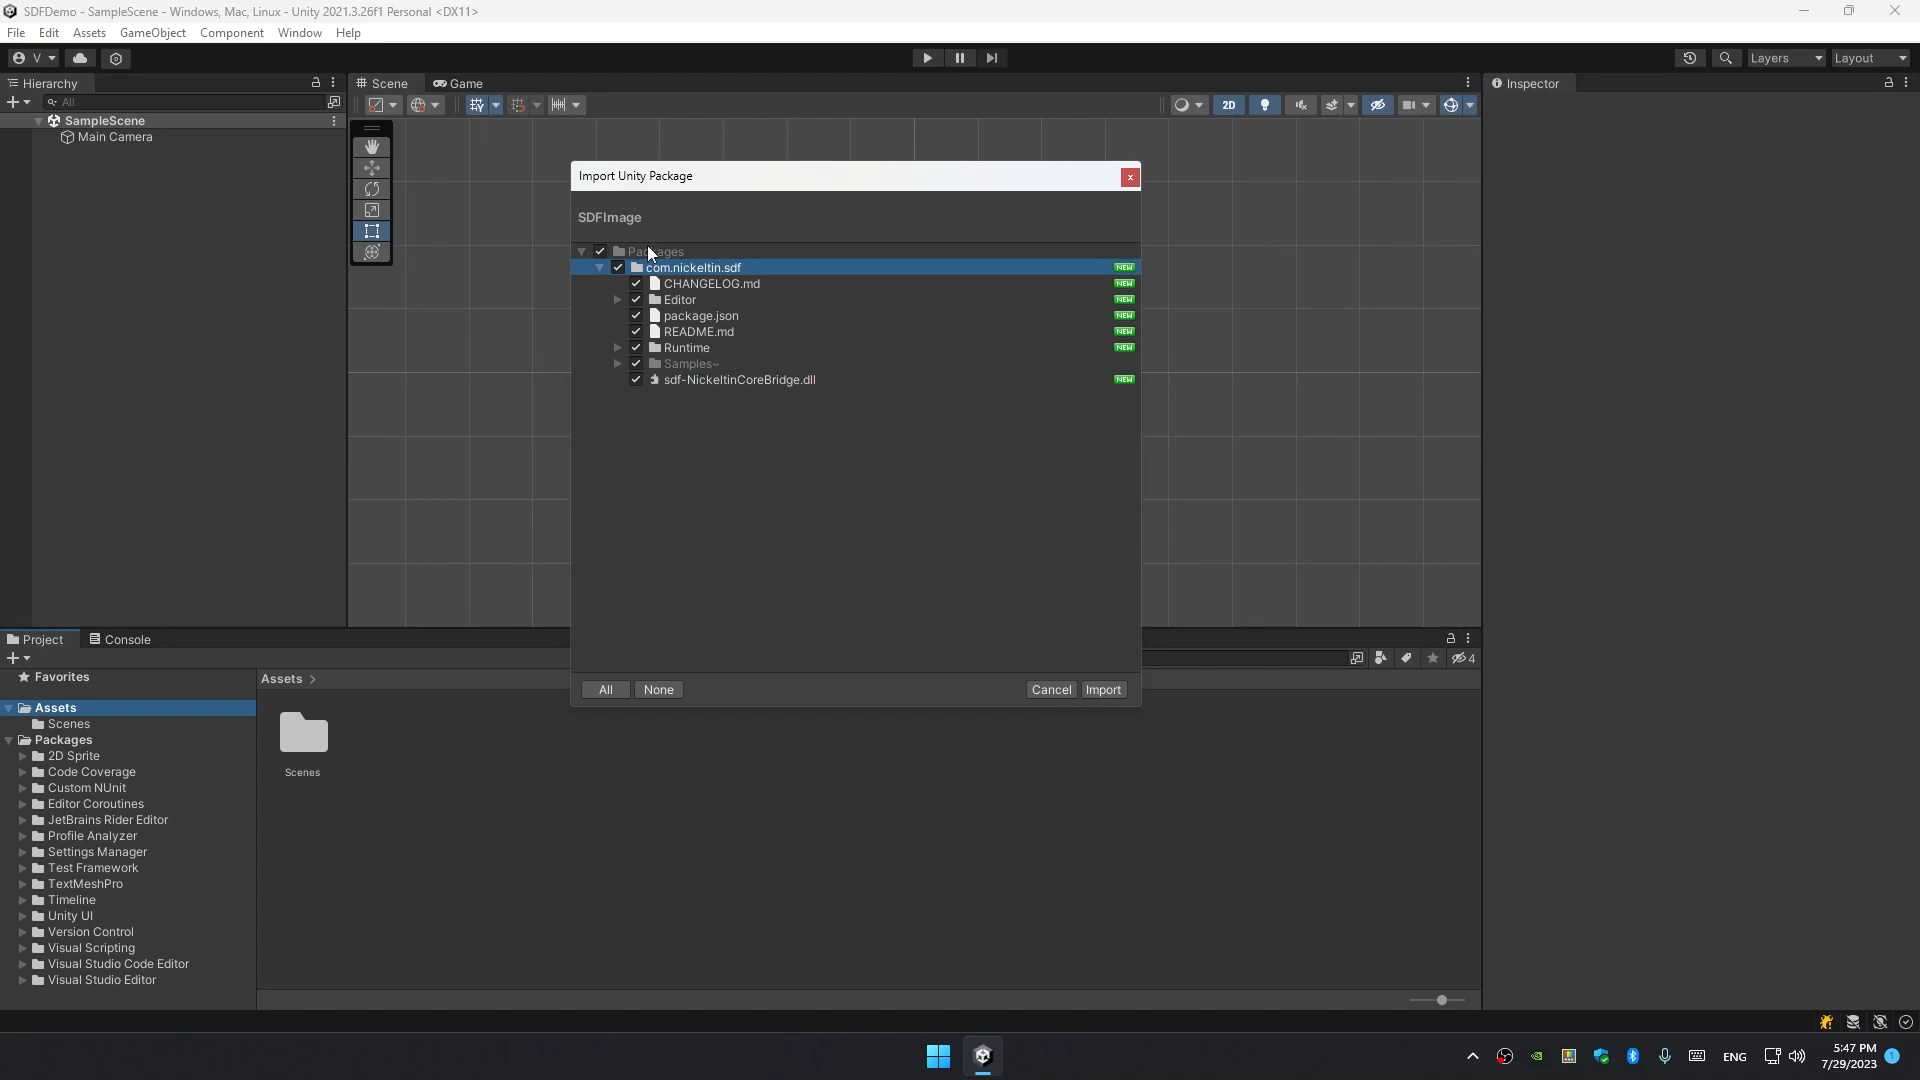 SDFDemo - SampleScene - Windows, Mac, Linux - Unity 2021.3.26f1 Personal <DX11>
File Edit Assets GameObject Component Window Help
V Layers Layout
Hierarchy Scene Game Inspector
All 2D
SampleScene
Main Camera
Import Unity Package x
SDFImage
Packages
com.nickeltin.sdf NEW
CHANGELOG.md NEW
Editor NEW
package.json NEW
README.md NEW
Runtime NEW
Samples~
sdf-NickeltinCoreBridge.dll NEW
All None Cancel Import
Project Console
4
Favorites
Assets >
Assets
Scenes
Packages
2D Sprite
Code Coverage
Custom NUnit
Editor Coroutines
JetBrains Rider Editor
Profile Analyzer
Settings Manager
Test Framework
TextMeshPro
Timeline
Unity UI
Version Control
Visual Scripting
Visual Studio Code Editor
Visual Studio Editor
Scenes
ENG
5:47 PM
7/29/2023
1